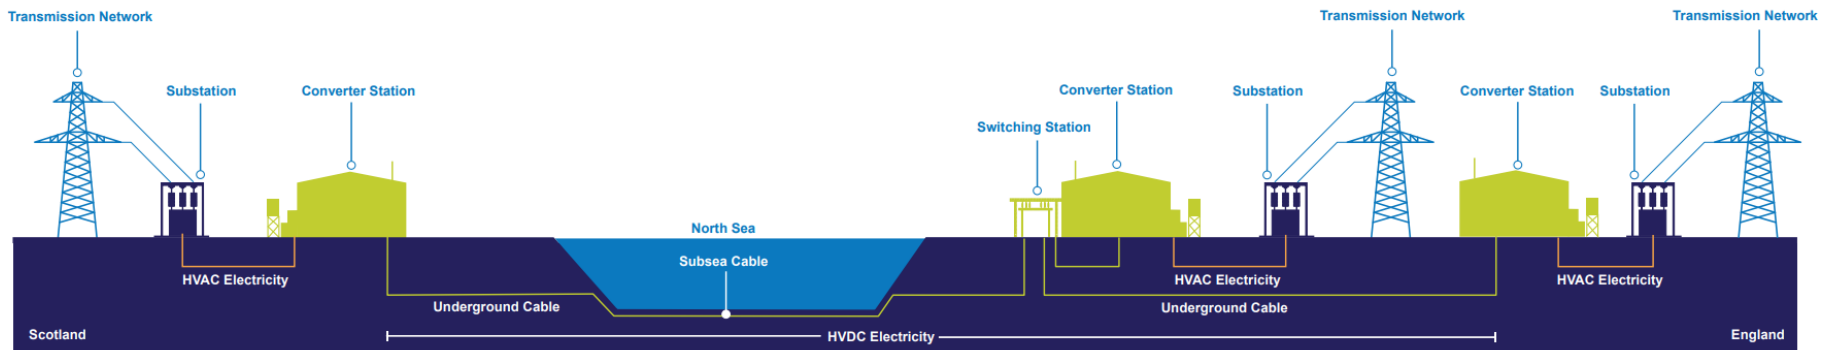 Transmission Network
Transmission Network
Transmission Network
Substation
Converter Station
Converter Station
Substation
Converter Station
Substation
Switching Station
North Sea
Subsea Cable
HVAC Electricity
HVAC Electricity
HVAC Electricity
Underground Cable
Underground Cable
Scotland
HVDC Electricity
England